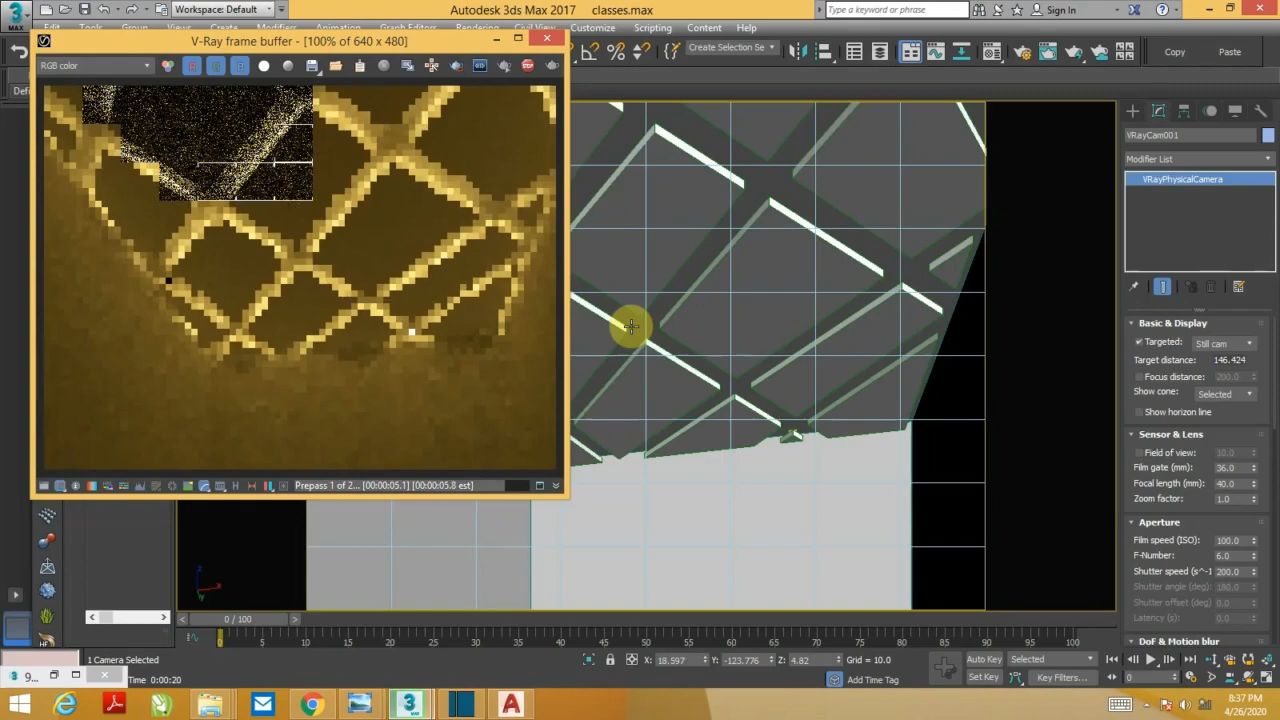 Workspace: Default
Autodesk 3ds Max 2017 classes.max
Type a keyword or phrase
Sign In
MAX
Edit Tools Group Views Create Modifiers Animation Graph Editors Rendering Civil View Customize Scripting Content Help
V-Ray frame buffer - [100% of 640 x 480]
Create Selection Se
Copy
Paste
RGB color
Defi
VRayCam001
Modifier List
VRayPhysicalCamera
Basic & Display
Targeted: Still cam
Target distance: 146.424
Focus distance: 200.0
Show cone: Selected
Show horizon line
Sensor & Lens
Field of view: 10.0
Film gate (mm): 36.0
Focal length (mm): 40.0
Zoom factor: 1.0
Aperture
Film speed (ISO): 100.0
F-Number: 6.0
Shutter speed (s^-1 200.0
Shutter angle (deg): 180.0
Shutter offset (deg): 0.0
Latency (s): 0.0
DoF & Motion blur
Prepass 1 of 2... [00:00:05.1] [00:00:05.8 est]
z
x
y
HF
0 / 100
0 5 10 15 20 25 30 35 40 45 50 55 60 65 70 75 80 85 90 95 100
1 Camera Selected
X: 18.597 Y: -123.776 Z: 4.82 Grid = 10.0
Auto Key
Selected
9...
Time 0:00:20
Add Time Tag
Set Key
Key Filters...
0
8:37 PM
4/26/2020